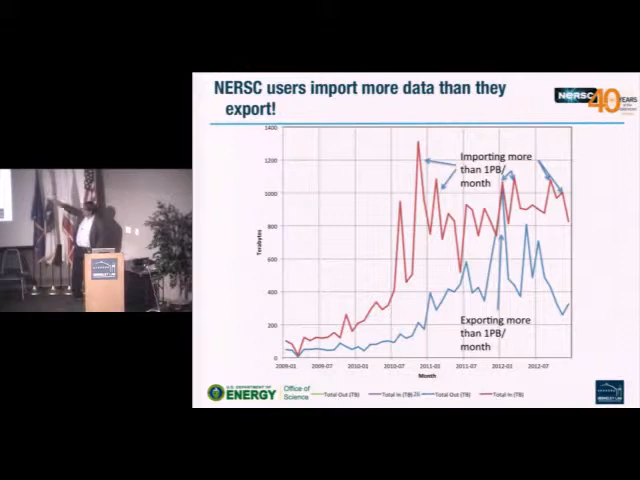 NERSC users import more data than they
export!
NERSC
40 YEARS
1400
1200
1000
800
600
400
200
0
Terabytes
Importing more
than 1PB/
month
Exporting more
than 1PB/
month
2009-01
2009-07
2010-01
2010-07
2011-01
2011-07
2012-01
2012-07
Month
U.S. DEPARTMENT OF
ENERGY
Office of
Science
Total Out (TB)
Total In (TB)
Total Out (TB)
Total In (TB)